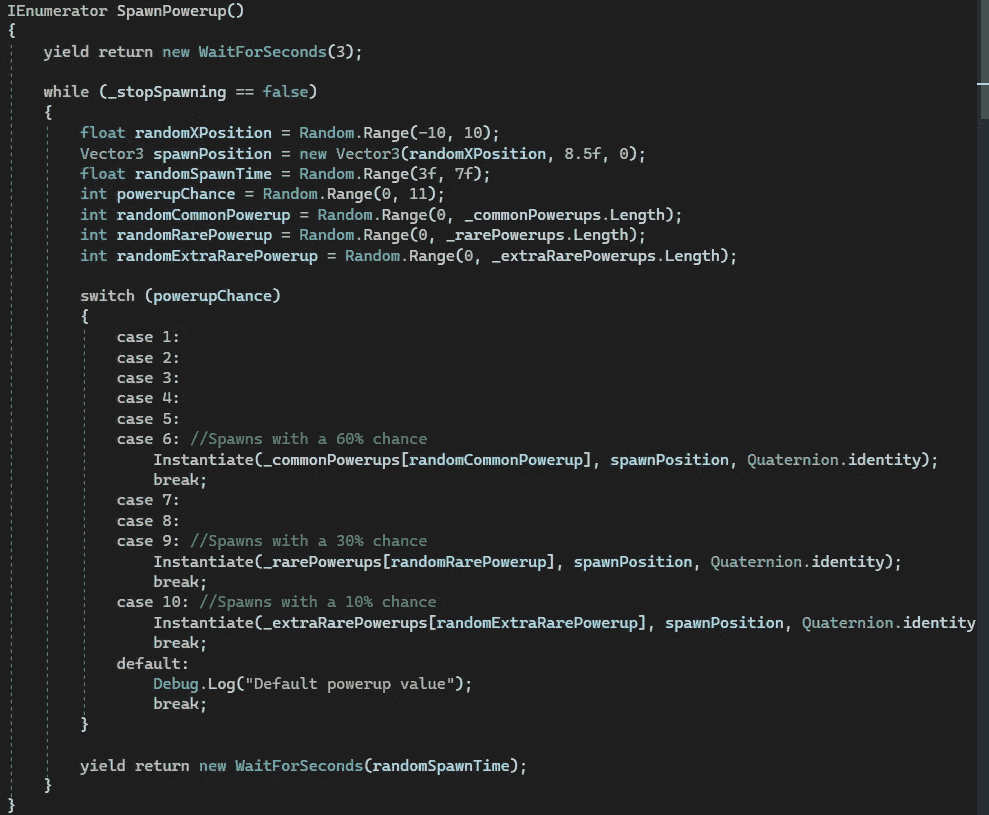 IEnumerator SpawnPowerup()
{
yield return new WaitForSeconds(3);
while (_stopSpawning == false)
{
float randomXPosition = Random.Range(-10, 10);
Vector3 spawnPosition = new Vector3(randomXPosition, 8.5f, 0);
float randomSpawnTime = Random.Range(3f, 7f);
int powerupChance = Random.Range(0, 11);
int randomCommonPowerup = Random.Range(0, _commonPowerups.Length);
int randomRarePowerup = Random.Range(0, _rarePowerups.Length);
int randomExtraRarePowerup = Random.Range(0, _extraRarePowerups.Length);
switch (powerupChance)
{
case 1:
case 2:
case 3:
case 4:
case 5:
case 6: //Spawns with a 60% chance
Instantiate(_commonPowerups[randomCommonPowerup], spawnPosition, Quaternion.identity);
break;
case 7:
case 8:
case 9: //Spawns with a 30% chance
Instantiate(_rarePowerups[randomRarePowerup], spawnPosition, Quaternion.identity);
break;
case 10: //Spawns with a 10% chance
Instantiate(_extraRarePowerups[randomExtraRarePowerup], spawnPosition, Quaternion.identity
break;
default:
Debug.Log("Default powerup value");
break;
}
yield return new WaitForSeconds(randomSpawnTime);
}
}